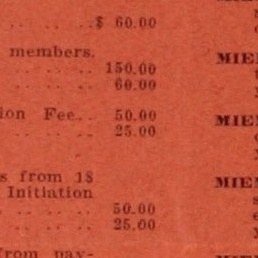 $ 60.00
members.
150.00
60.00
ion Fee.. 50.00
25.00
s from 18
Initiation
50.00
25.00
from pay-
MIE
MIE
MIE